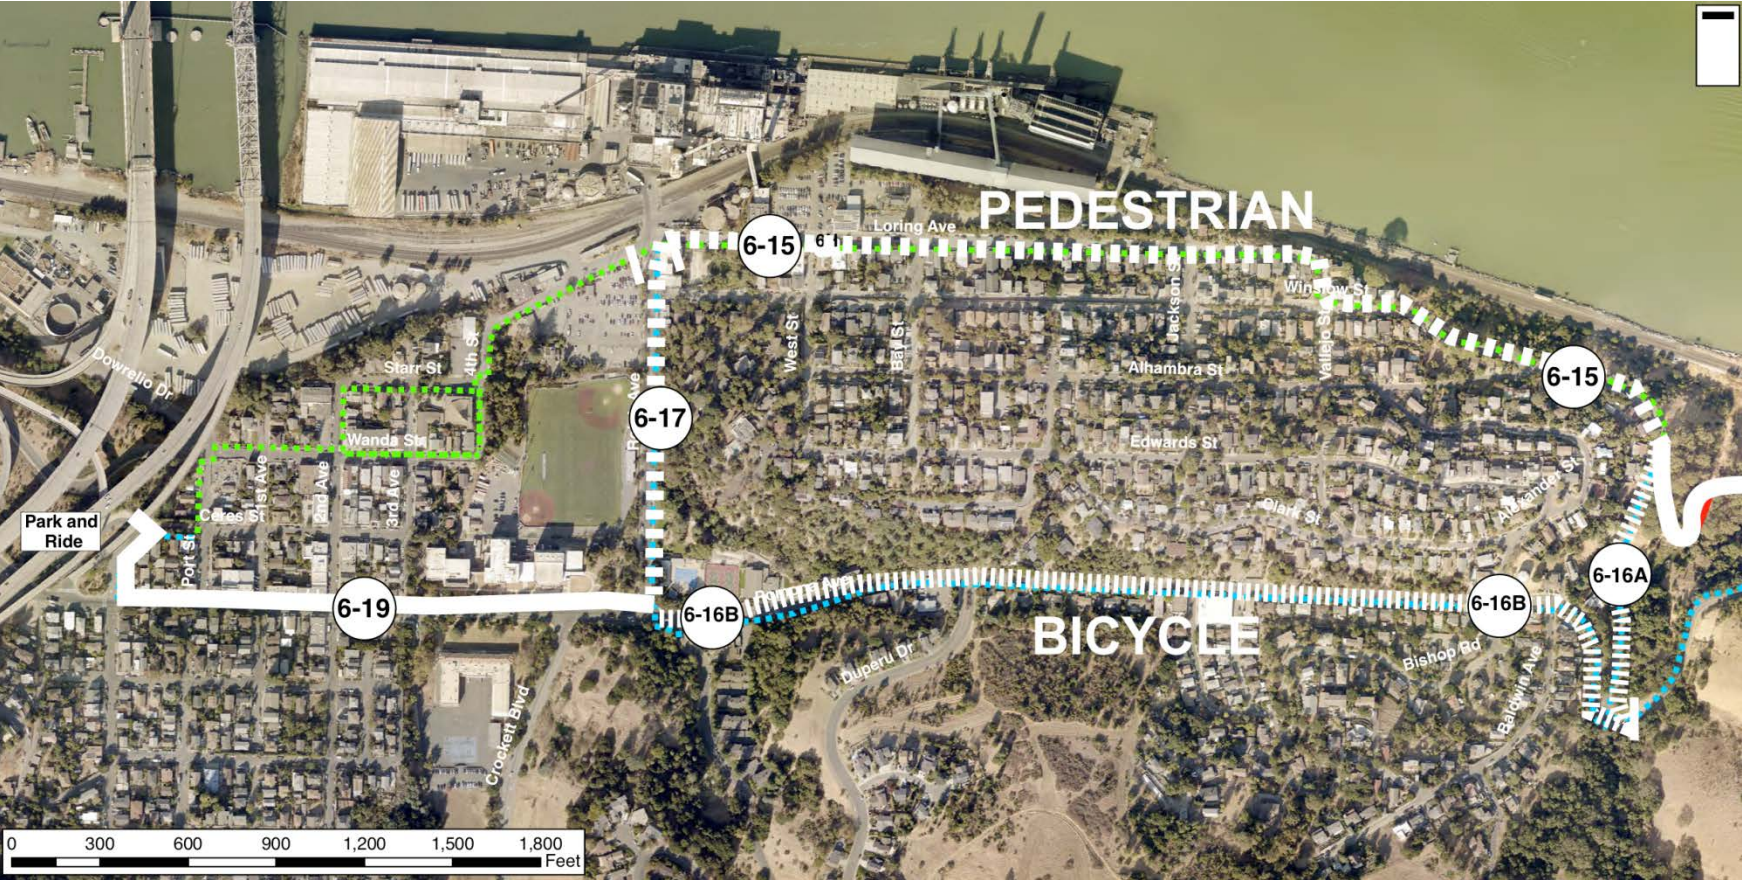 PEDESTRIAN
6-15
Loring Ave
Winslow St
Jackson St
West St
Bay St
Vallejo St
Starr St
4th St
Dowrelio Dr
Alhambra St
6-15
6-17
Wanda St
Edwards St
1st Ave
2nd Ave
3rd Ave
Ceres St
Clark St
Alexander St
Park and
Ride
Port St
6-16A
6-19
6-16B
Pomona Ave
6-16B
BICYCLE
Duperu Dr
Bishop Rd
Baldwin Ave
Crockett Blvd
0 300 600 900 1,200 1,500 1,800
Feet